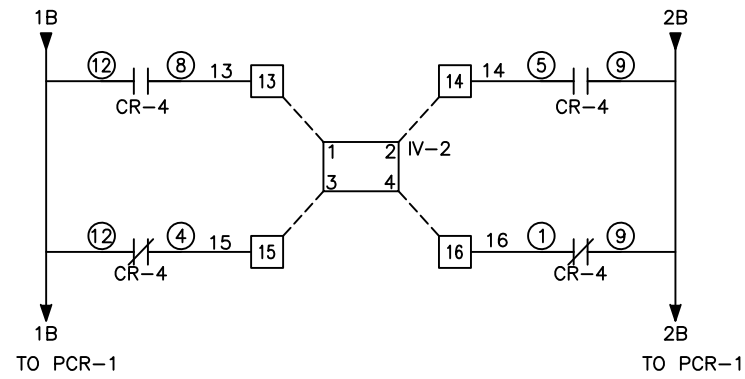 1B 2B
12 8 13 13 14 14 5 9
CR-4 CR-4
1 2 IV-2
3 4
12 4 15 15 16 16 1 9
CR-4 CR-4
1B 2B
TO PCR-1 TO PCR-1